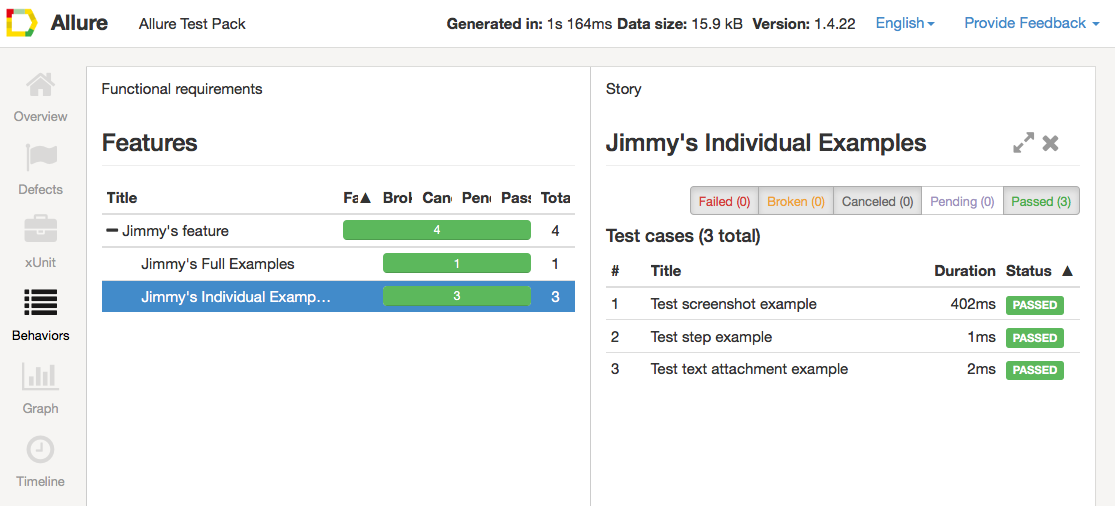 Allure Allure Test Pack Generated in: 1s 164ms Data size: 15.9 kB Version: 1.4.22 English Provide Feedback
Overview
Defects
xUnit
Behaviors
Graph
Timeline
Functional requirements
Features
Title Fa Brok Canc Pen Pass Tota
Jimmy's feature 4 4
Jimmy's Full Examples 1 1
Jimmy's Individual Examp... 3 3
Story
Jimmy's Individual Examples
Failed (0) Broken (0) Canceled (0) Pending (0) Passed (3)
Test cases (3 total)
# Title Duration Status
1 Test screenshot example 402ms PASSED
2 Test step example 1ms PASSED
3 Test text attachment example 2ms PASSED